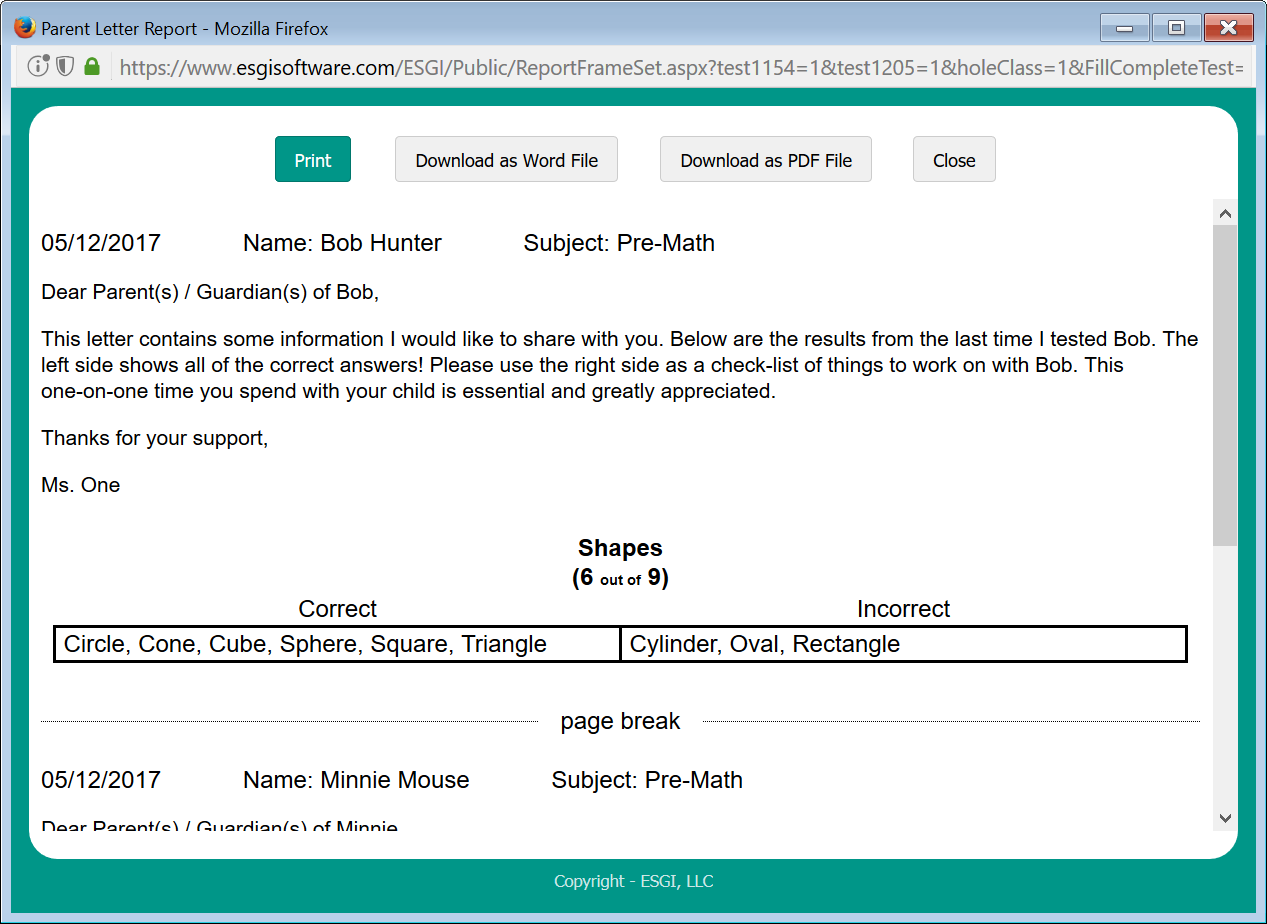 Parent Letter Report - Mozilla Firefox
https://www.esgisoftware.com/ESGI/Public/ReportFrameSet.aspx?test1154=1&test1205=1&holeClass=1&FillCompleteTest=
Print Download as Word File Download as PDF File Close
05/12/2017 Name: Bob Hunter Subject: Pre-Math
Dear Parent(s) / Guardian(s) of Bob,
This letter contains some information I would like to share with you. Below are the results from the last time I tested Bob. The
left side shows all of the correct answers! Please use the right side as a check-list of things to work on with Bob. This
one-on-one time you spend with your child is essential and greatly appreciated.
Thanks for your support,
Ms. One
Shapes
(6 out of 9)
Correct Incorrect
Circle, Cone, Cube, Sphere, Square, Triangle Cylinder, Oval, Rectangle
page break
05/12/2017 Name: Minnie Mouse Subject: Pre-Math
Dear Parent(s) / Guardian(s) of Minnie
Copyright - ESGI, LLC